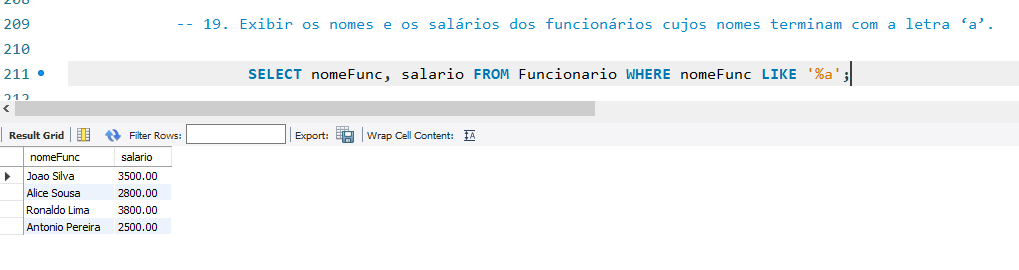 208
209 -- 19. Exibir os nomes e os salários dos funcionários cujos nomes terminam com a letra ‘a’.
210
211 SELECT nomeFunc, salario FROM Funcionario WHERE nomeFunc LIKE '%a';
212
Result Grid Filter Rows: Export: Wrap Cell Content:
nomeFunc salario
Joao Silva 3500.00
Alice Sousa 2800.00
Ronaldo Lima 3800.00
Antonio Pereira 2500.00